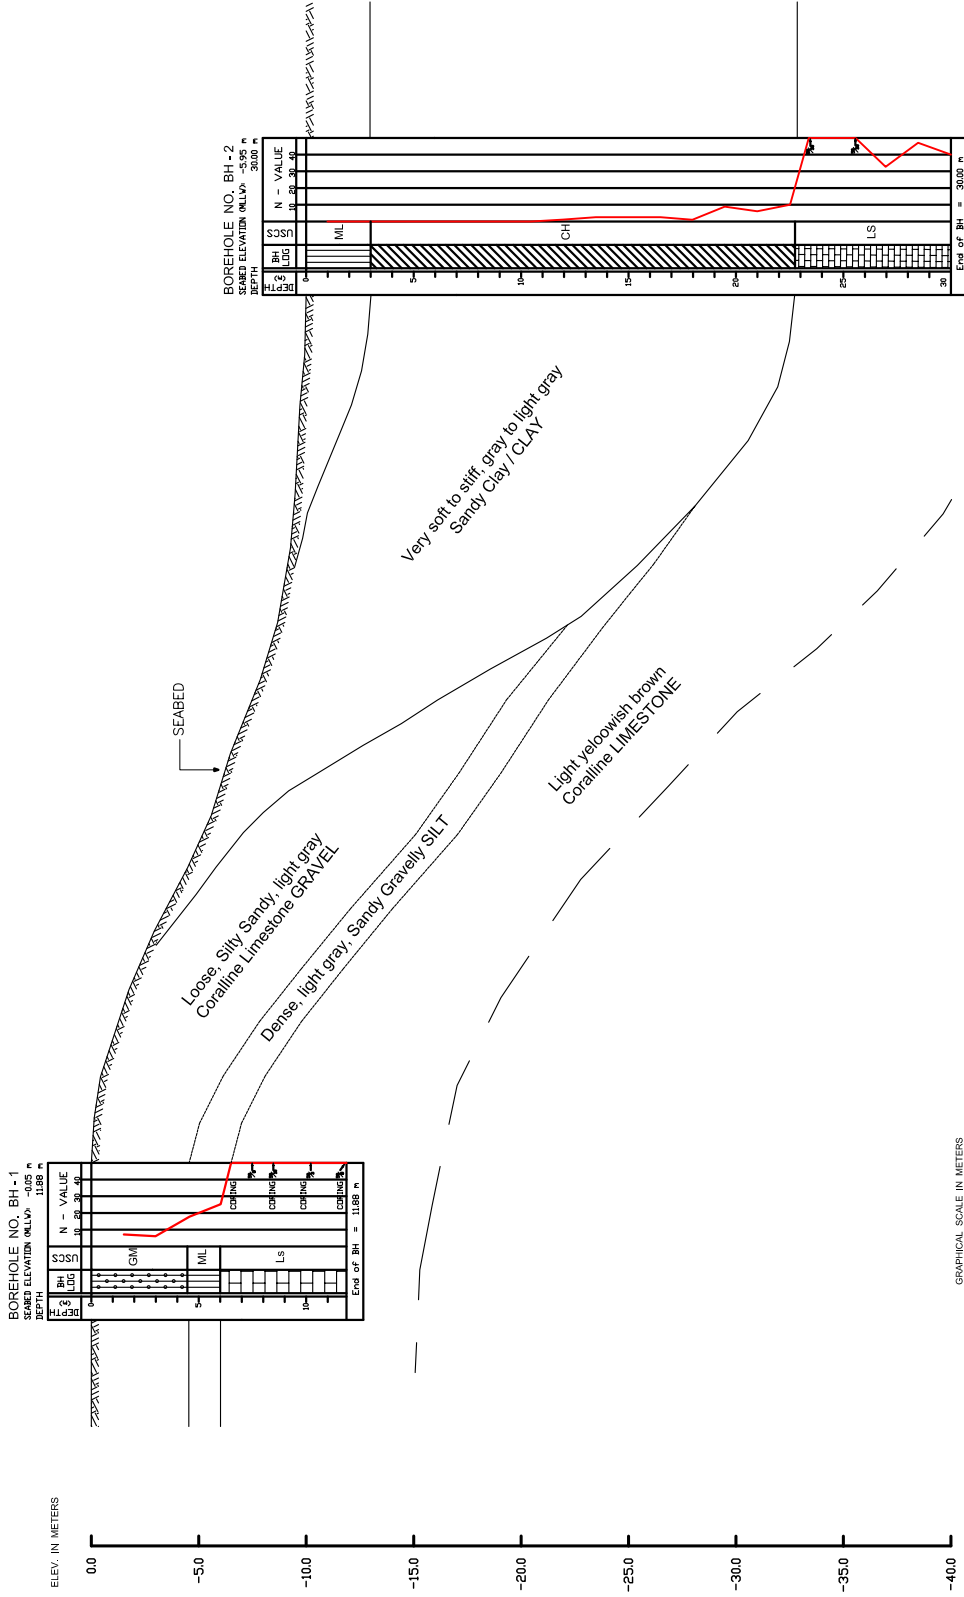 BOREHOLE NO. BH - 1
SEABED ELEVATION (MLLW): -0.05 m
DEPTH 11.88 m
DEPTH (M)
BH LOG
USCS
N - VALUE
10 20 30 40
0
5
10
GM
ML
Ls
CORING
CORING
CORING
CORING
End of BH = 11.88 m
BOREHOLE NO. BH - 2
SEABED ELEVATION (MLLW): -5.95 m
DEPTH 30.00 m
DEPTH (M)
BH LOG
USCS
N - VALUE
10 20 30 40
0
5
10
15
20
25
30
ML
CH
LS
End of BH = 30.00 m
SEABED
Loose, Silty Sandy, light gray
Coralline Limestone GRAVEL
Dense, light gray, Sandy Gravelly SILT
Very soft to stiff, gray to light gray
Sandy Clay / CLAY
Light yeloowish brown
Coralline LIMESTONE
ELEV. IN METERS
0.0
-5.0
-10.0
-15.0
-20.0
-25.0
-30.0
-35.0
-40.0
GRAPHICAL SCALE IN METERS